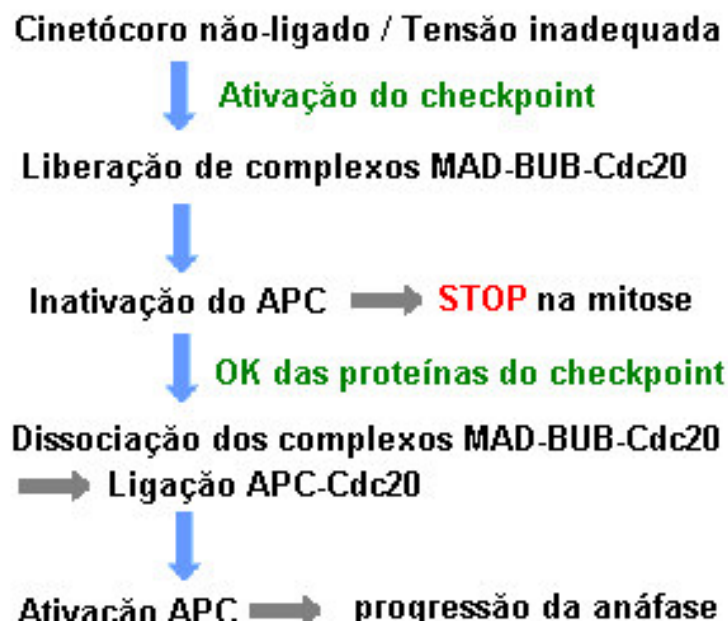 Cinetócoro não-ligado / Tensão inadequada
Ativação do checkpoint
Liberação de complexos MAD-BUB-Cdc20
Inativação do APC STOP na mitose
OK das proteínas do checkpoint
Dissociação dos complexos MAD-BUB-Cdc20
Ligação APC-Cdc20
Ativação APC progressão da anáfase